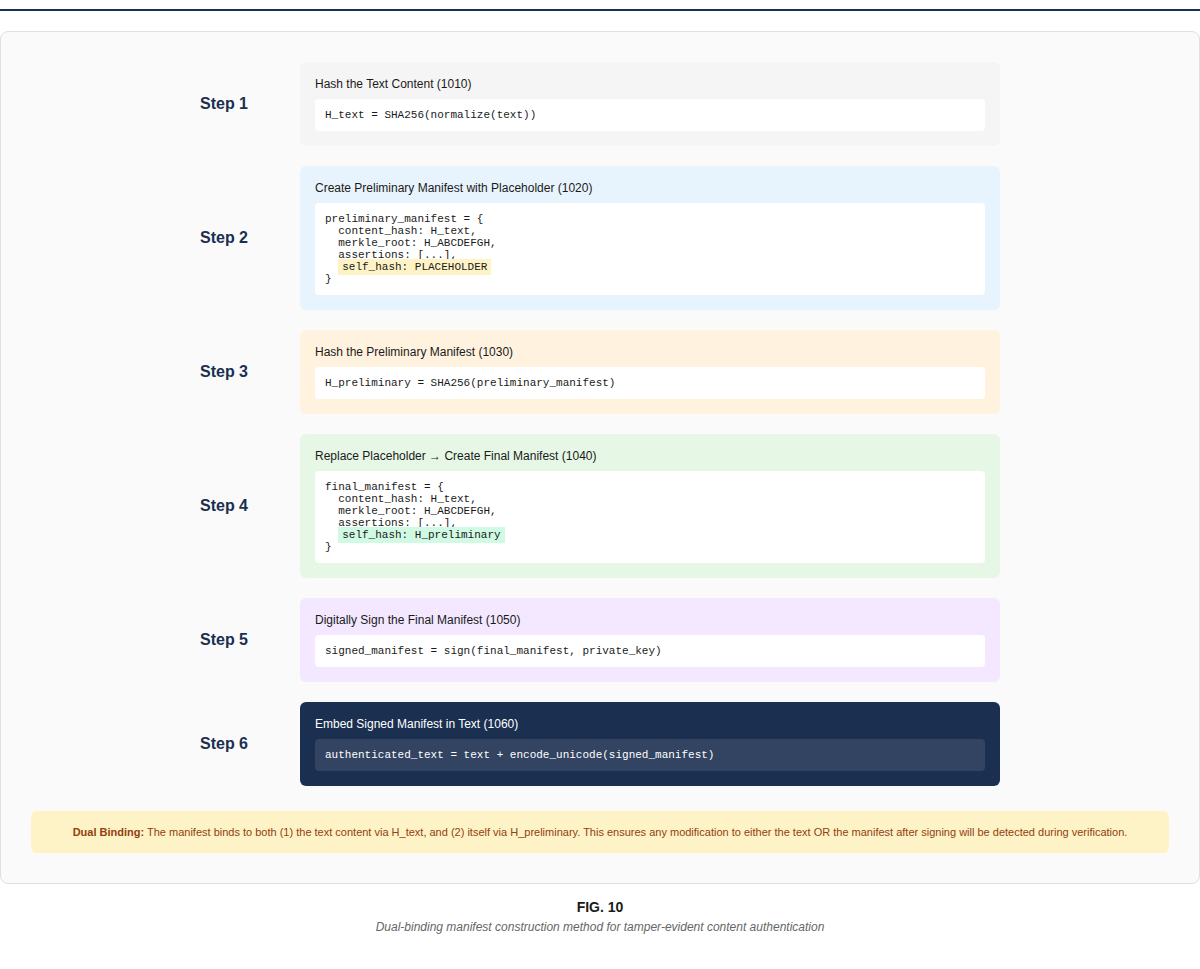 Step 1
Hash the Text Content (1010)
H_text = SHA256(normalize(text))
Step 2
Create Preliminary Manifest with Placeholder (1020)
preliminary_manifest = {
  content_hash: H_text,
  merkle_root: H_ABCDEFGH,
  assertions: [...],
  self_hash: PLACEHOLDER
}
Step 3
Hash the Preliminary Manifest (1030)
H_preliminary = SHA256(preliminary_manifest)
Step 4
Replace Placeholder → Create Final Manifest (1040)
final_manifest = {
  content_hash: H_text,
  merkle_root: H_ABCDEFGH,
  assertions: [...],
  self_hash: H_preliminary
}
Step 5
Digitally Sign the Final Manifest (1050)
signed_manifest = sign(final_manifest, private_key)
Step 6
Embed Signed Manifest in Text (1060)
authenticated_text = text + encode_unicode(signed_manifest)
Dual Binding: The manifest binds to both (1) the text content via H_text, and (2) itself via H_preliminary. This ensures any modification to either the text OR the manifest after signing will be detected during verification.
FIG. 10
Dual-binding manifest construction method for tamper-evident content authentication